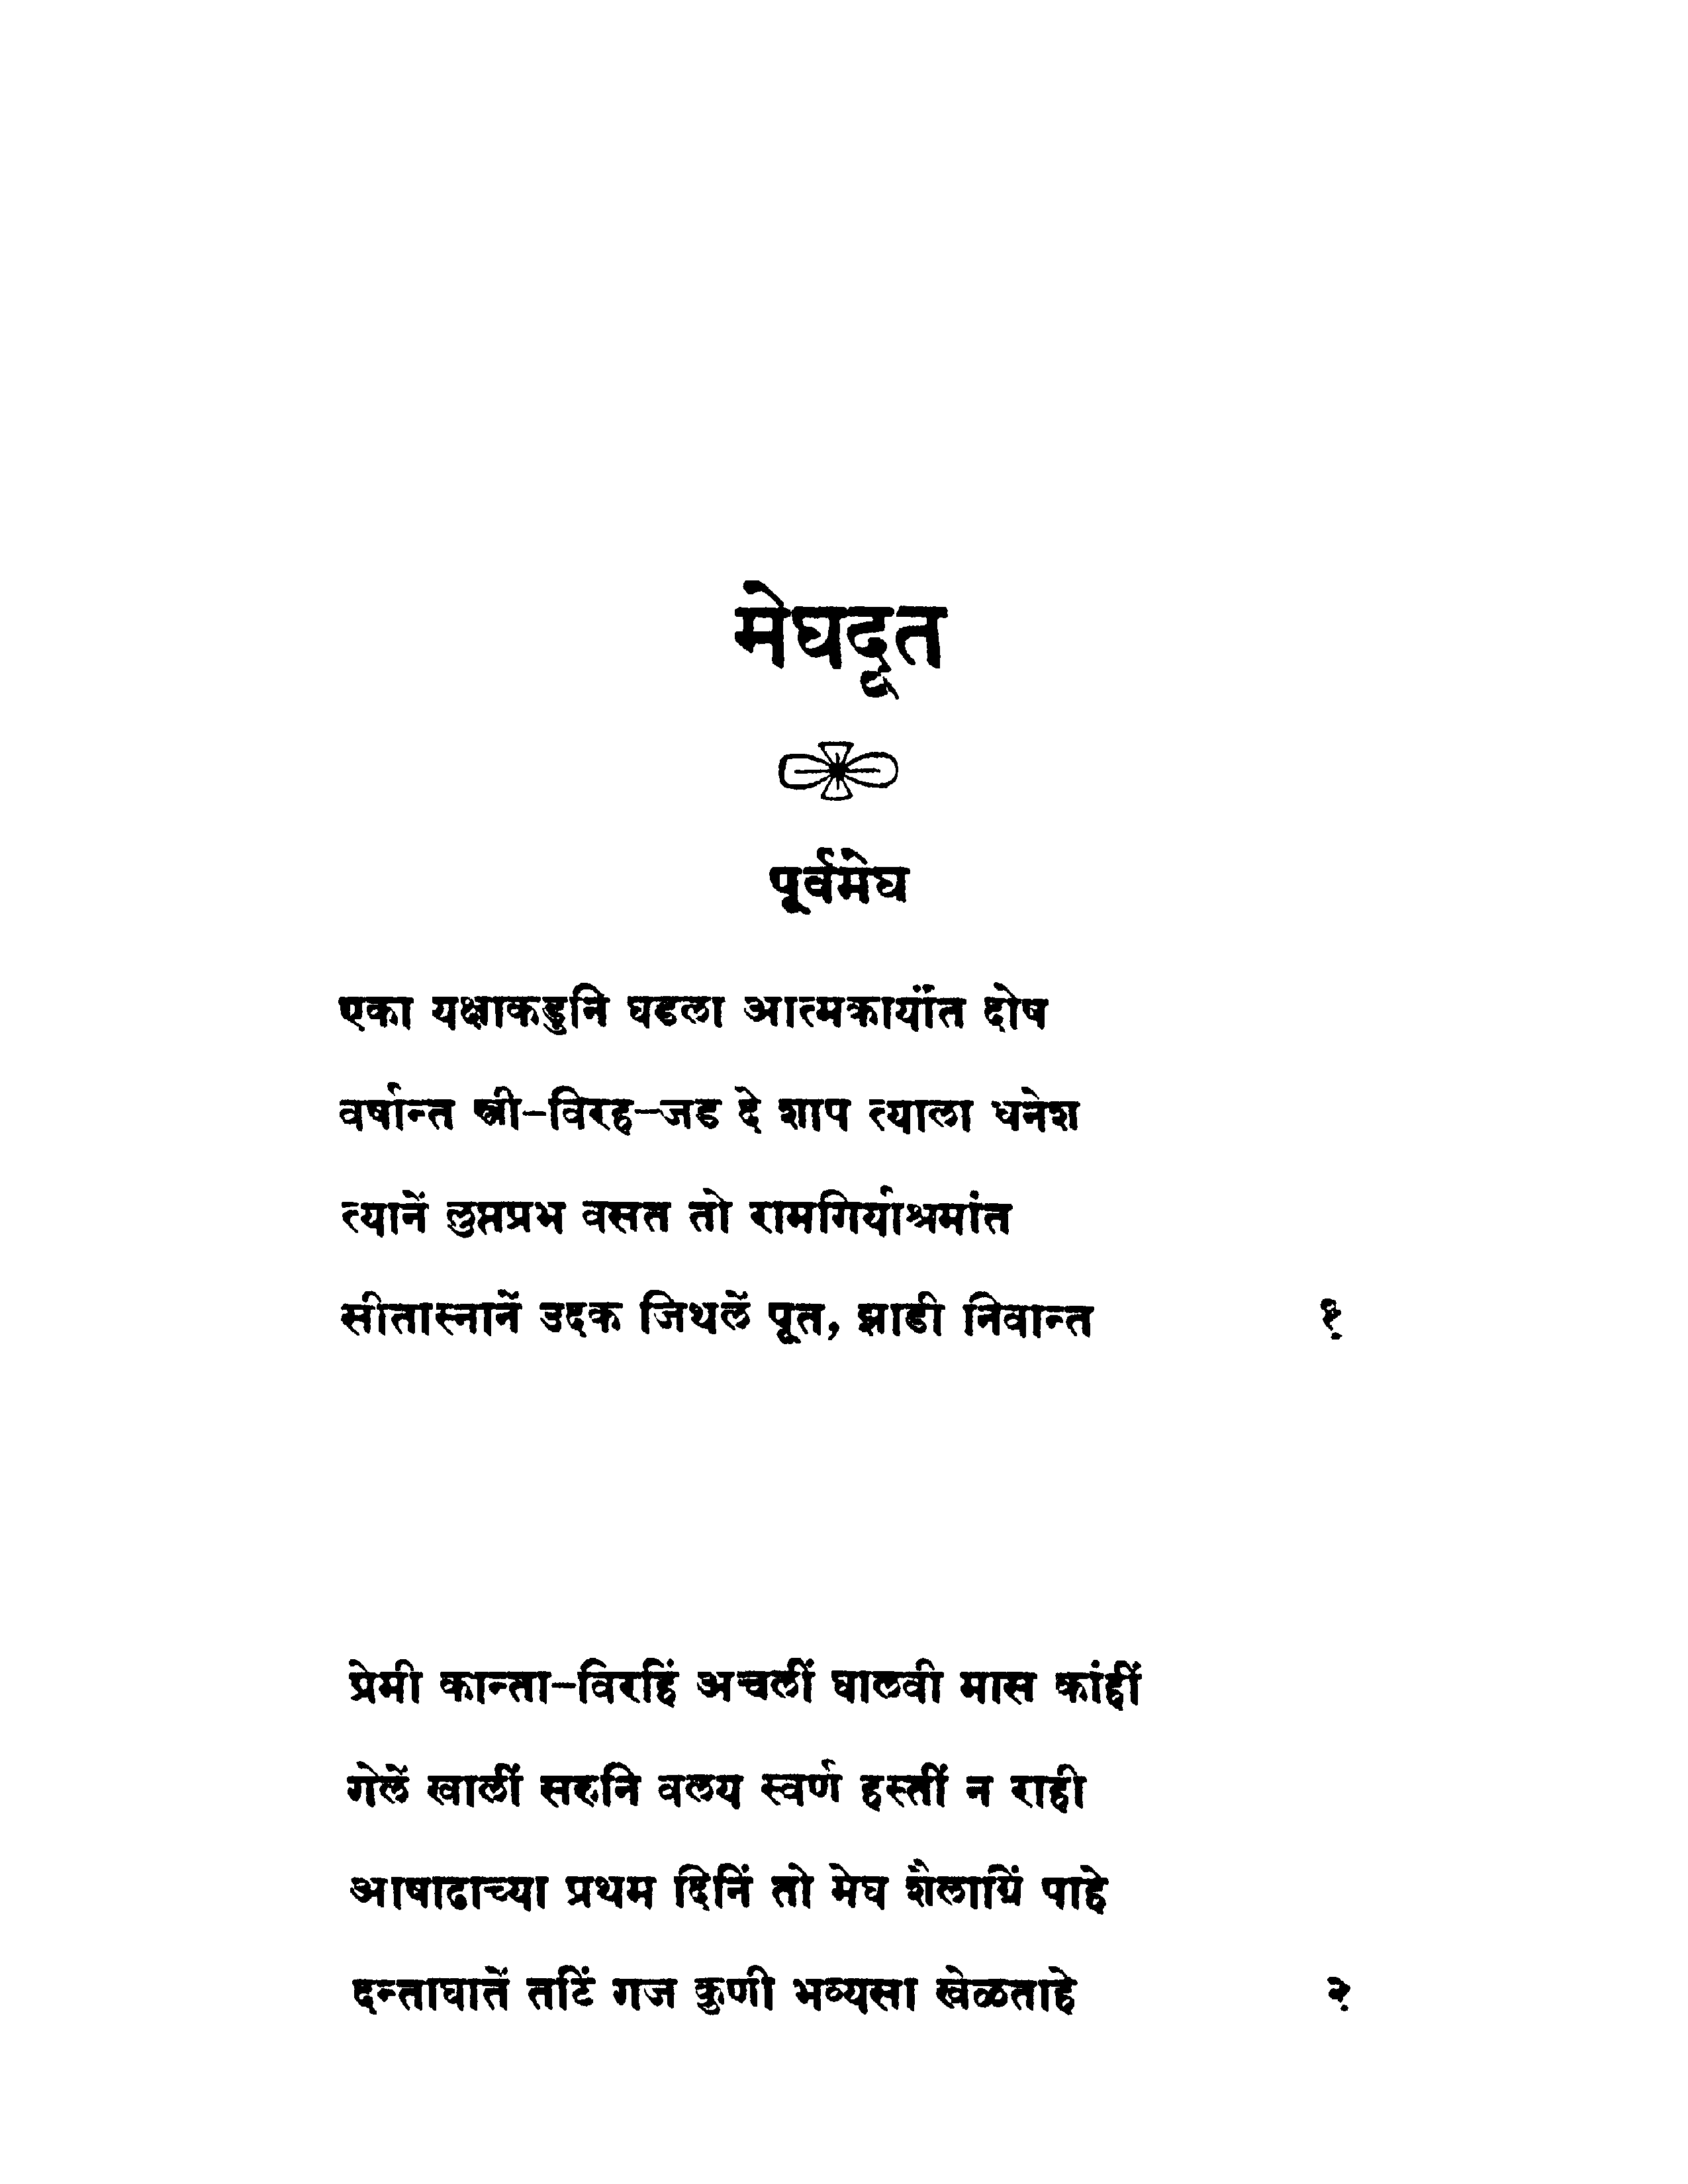 मेघदूत
पूर्वमेघ
एका यक्षाकडुनि घडला आत्मकार्यांत दोष
वर्षान्त स्त्री-विरह-जड दे शाप त्याला धनेश
त्यानें लुप्तप्रभ वसत तो रामगिर्याश्रमांत
सीतास्नानें उदक जिथलें पूत, झाडी निवान्त १
प्रेमी कान्ता-विरहिं अचलीं घालवी मास कांहीं
गेलें खालीं सरुनि वलय स्वर्ण हस्तीं न राही
आषाढाच्या प्रथम दिनिं तो मेघ शैलाग्रिं पाहे
दन्ताघातें तटिं गज कुणी भव्यसा खेळताहे २